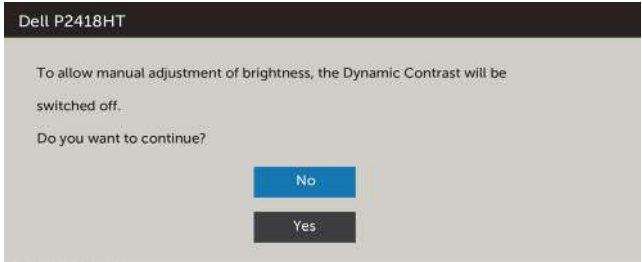 Dell P2418HT
To allow manual adjustment of brightness, the Dynamic Contrast will be
switched off.
Do you want to continue?
No
Yes